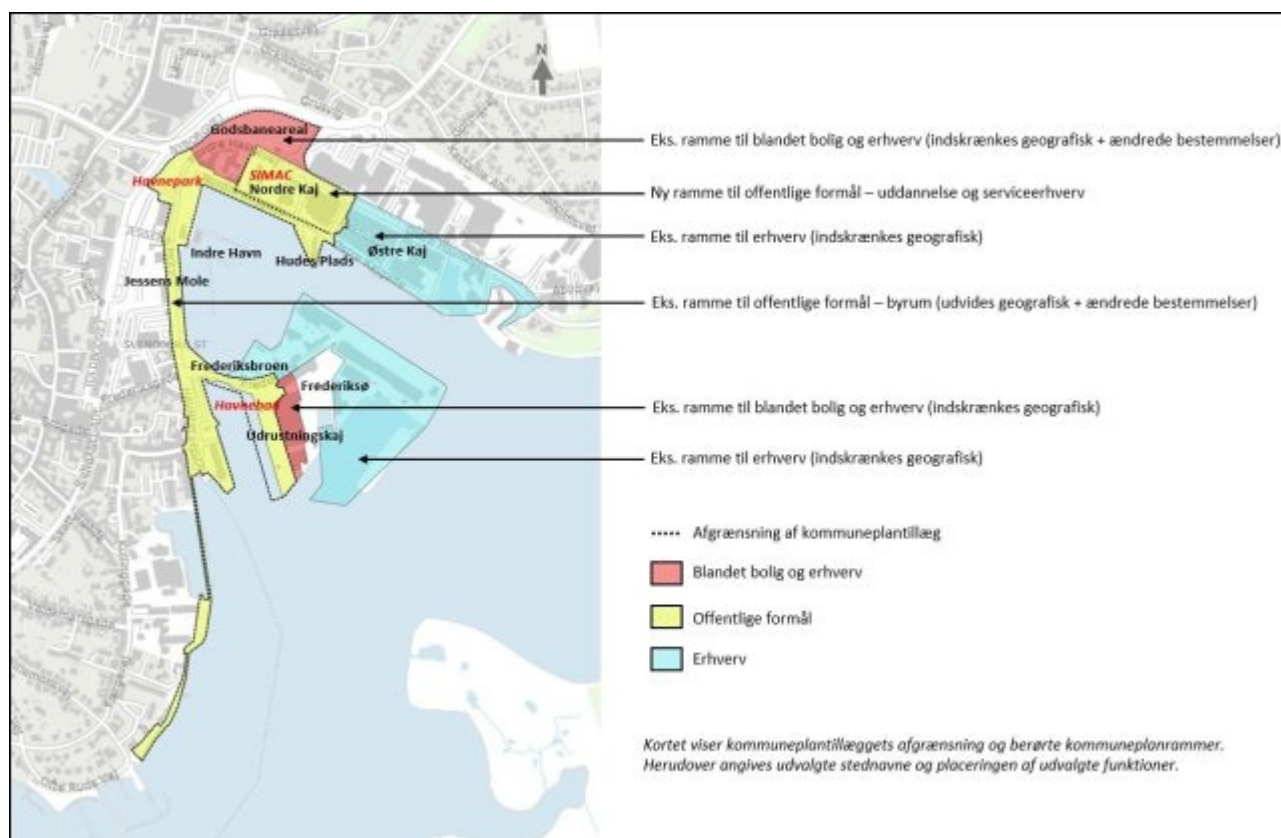 N
Godsbaneareal
Eks. ramme til blandet bolig og erhverv (indskrænkes geografisk + ændrede bestemmelser)
Havnepark
SIMAC
Nordre Kaj
Ny ramme til offentlige formål – uddannelse og serviceerhverv
Eks. ramme til erhverv (indskrænkes geografisk)
Østre Kaj
Indre Havn
Hudes Plads
Jessens Mole
Eks. ramme til offentlige formål – byrum (udvides geografisk + ændrede bestemmelser)
Frederiksbroen
Frederiksø
Havnebad
Eks. ramme til blandet bolig og erhverv (indskrænkes geografisk)
Udrustningskaj
Eks. ramme til erhverv (indskrænkes geografisk)
Afgrænsning af kommuneplantillæg
Blandet bolig og erhverv
Offentlige formål
Erhverv
Kortet viser kommuneplantillæggets afgrænsning og berørte kommuneplanrammer.
Herudover angives udvalgte stednavne og placeringen af udvalgte funktioner.